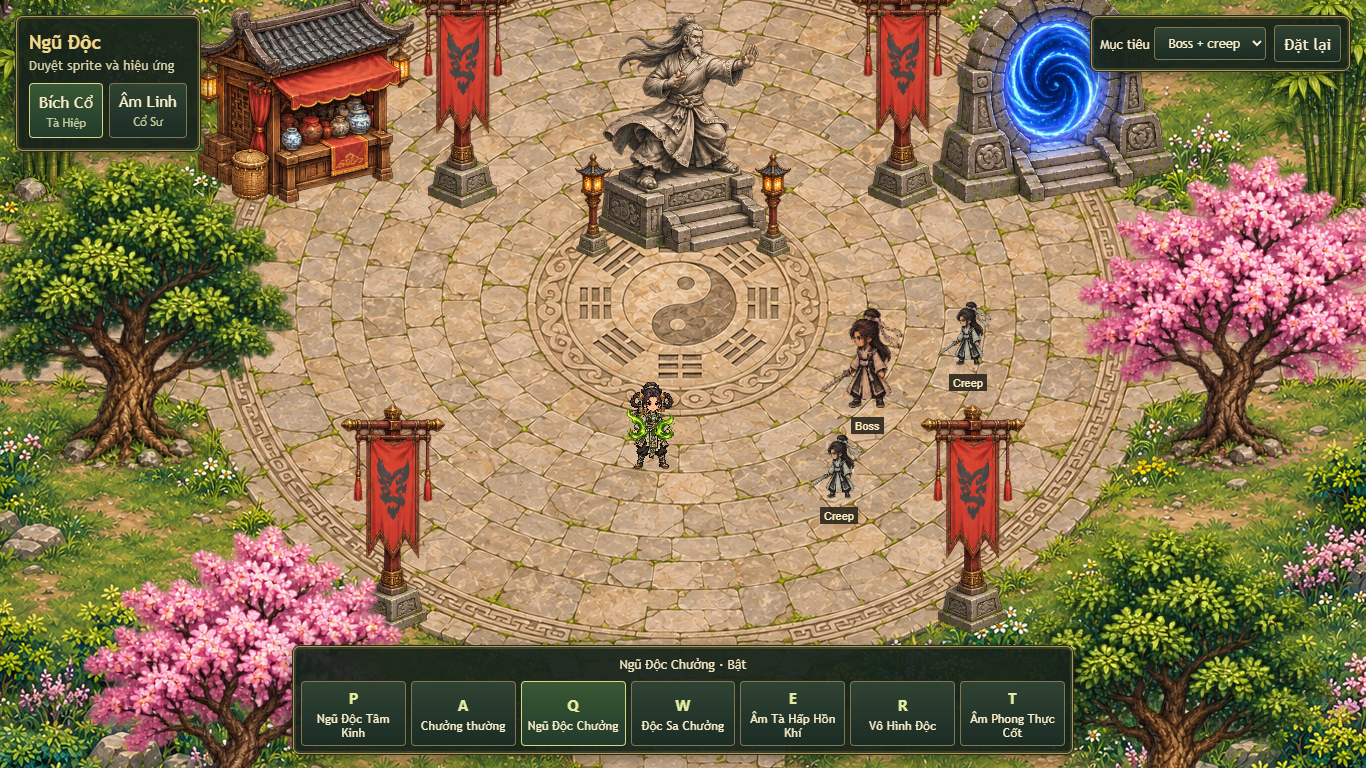 Ngũ Độc
Duyệt sprite và hiệu ứng
Bích Cổ
Tà Hiệp
Âm Linh
Cổ Sư
Mục tiêu
Boss + creep
Đặt lại
Creep
Boss
Creep
Ngũ Độc Chưởng · Bật
P
Ngũ Độc Tâm
Kinh
A
Chưởng thường
Q
Ngũ Độc Chưởng
W
Độc Sa Chưởng
E
Âm Tà Hấp Hồn
Khí
R
Vô Hình Độc
T
Âm Phong Thực
Cốt